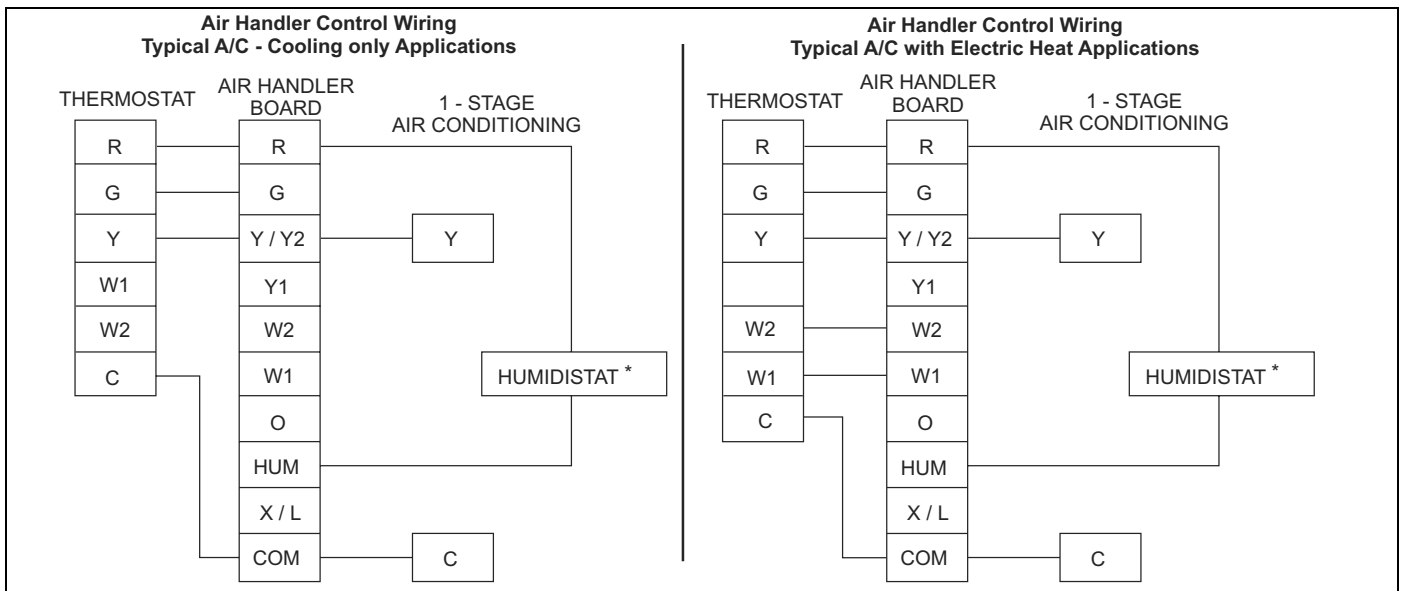 Air Handler Control Wiring
Typical A/C - Cooling only Applications
THERMOSTAT
AIR HANDLER
BOARD
1 - STAGE
AIR CONDITIONING
R
G
Y
W1
W2
C
R
G
Y / Y2
Y1
W2
W1
O
HUM
X / L
COM
Y
HUMIDISTAT *
C
Air Handler Control Wiring
Typical A/C with Electric Heat Applications
THERMOSTAT
AIR HANDLER
BOARD
1 - STAGE
AIR CONDITIONING
R
G
Y
W2
W1
C
R
G
Y / Y2
Y1
W2
W1
O
HUM
X / L
COM
Y
HUMIDISTAT *
C